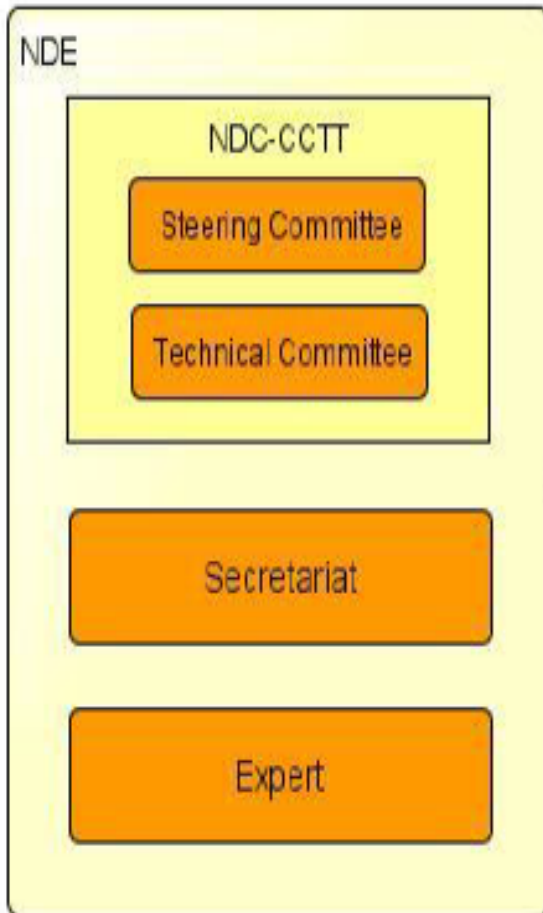 NDE
NDC-CCTT
Steering Committee
Technical Committee
Secretariat
Expert